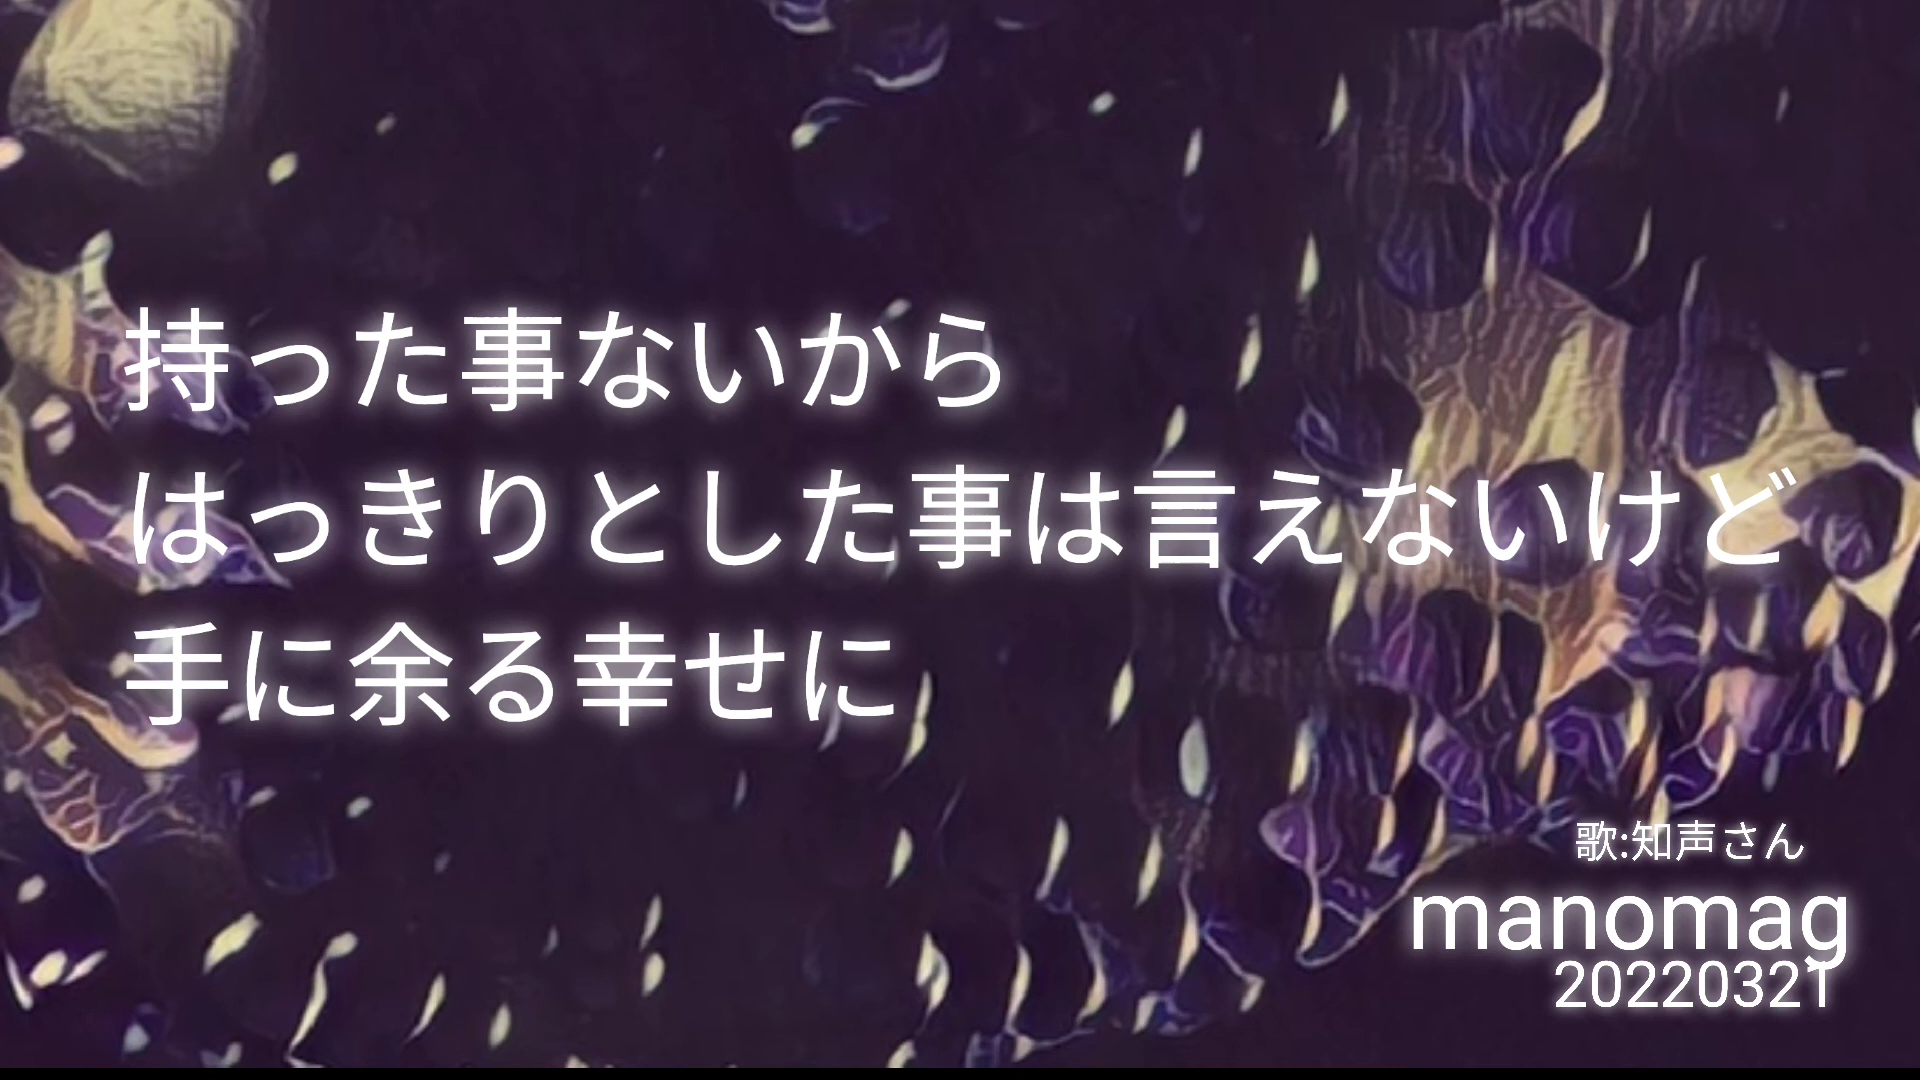 持った事ないから
はっきりとした事は言えないけど
手に余る幸せに
歌:知声さん
manomag
20220321